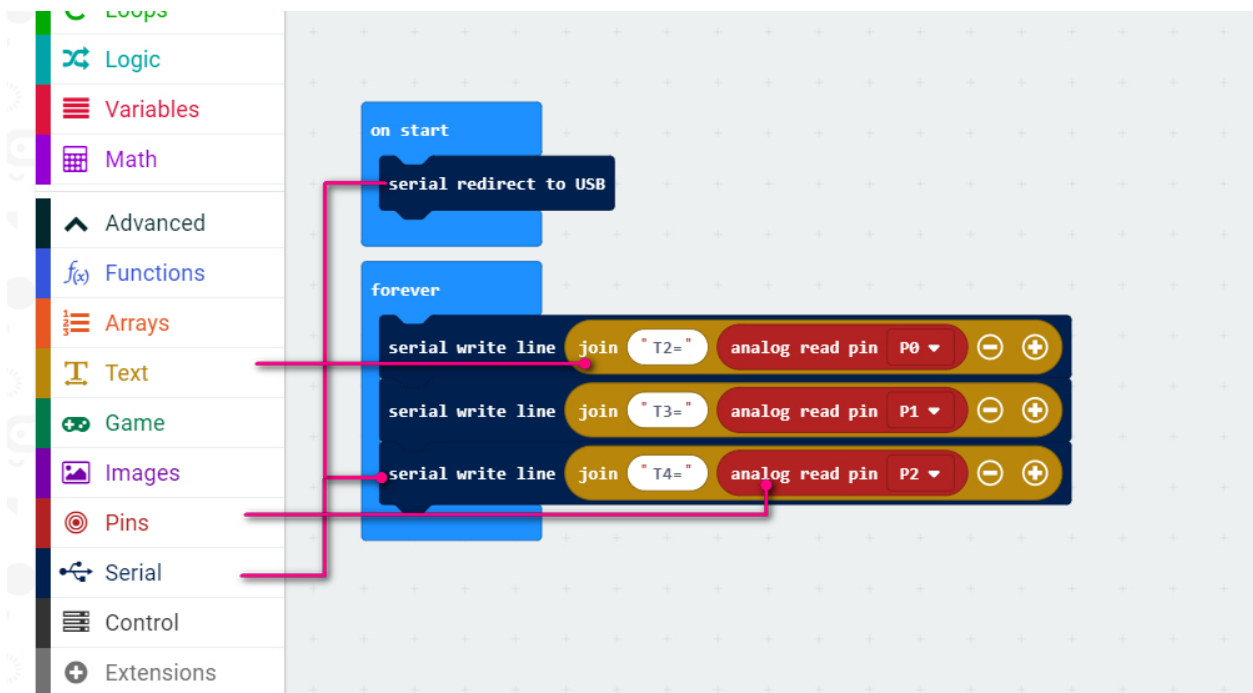 Loops
Logic
Variables
Math
Advanced
f(x) Functions
Arrays
Text
Game
Images
Pins
Serial
Control
Extensions
on start
serial redirect to USB
forever
serial write line join "T2=" analog read pin P0
serial write line join "T3=" analog read pin P1
serial write line join "T4=" analog read pin P2